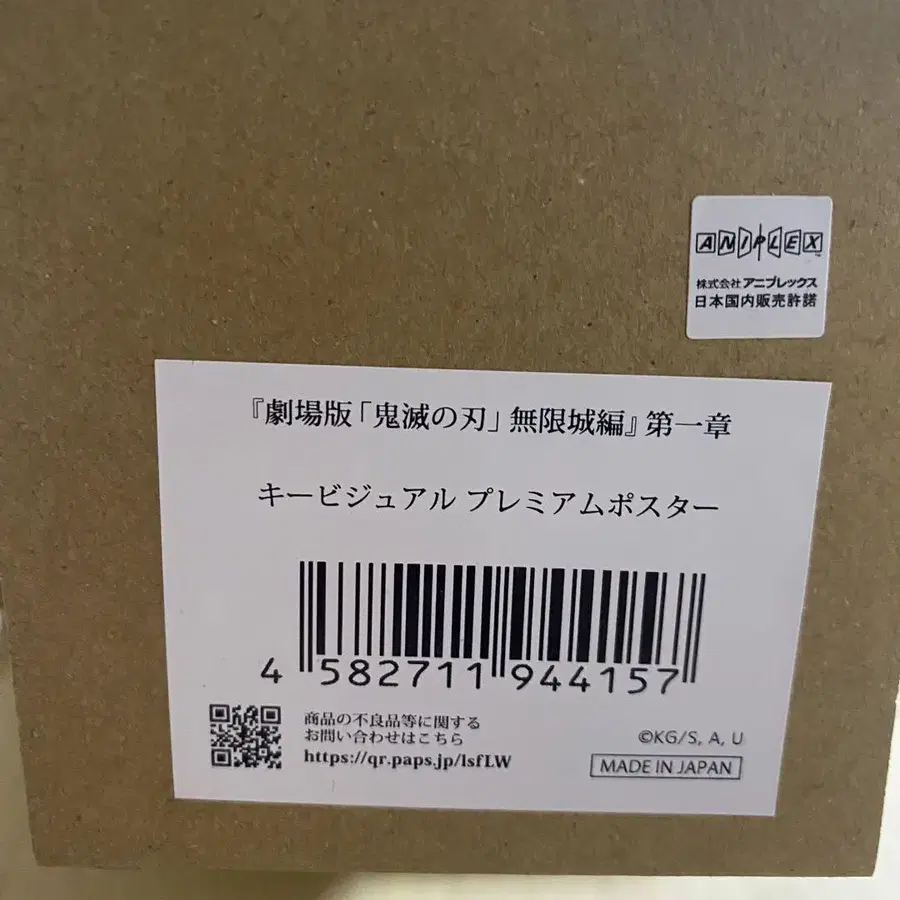 ANIPLEX
株式会社アニプレックス
日本国内販売許諾
『劇場版「鬼滅の刃」無限城編』第一章
キービジュアル プレミアムポスター
4 582711 944157
商品の不良品等に関する
お問い合わせはこちら
https://qr.paps.jp/lsfLW
©KG/S, A, U
MADE IN JAPAN